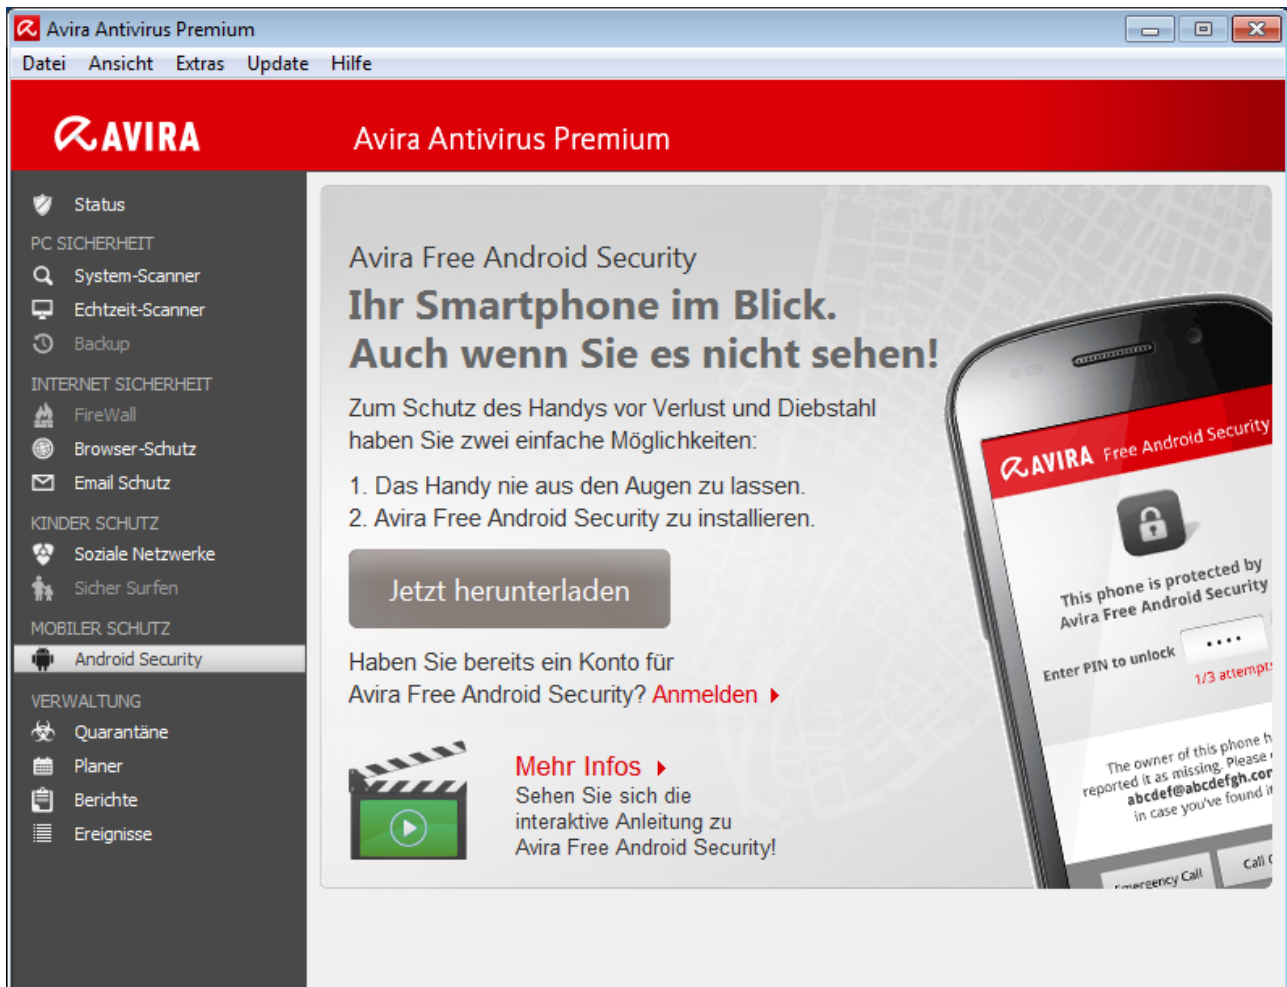 Avira Antivirus Premium
Datei Ansicht Extras Update Hilfe
AVIRA
Avira Antivirus Premium
Status
PC SICHERHEIT
System-Scanner
Echtzeit-Scanner
Backup
INTERNET SICHERHEIT
FireWall
Browser-Schutz
Email Schutz
KINDER SCHUTZ
Soziale Netzwerke
Sicher Surfen
MOBILER SCHUTZ
Android Security
VERWALTUNG
Quarantäne
Planer
Berichte
Ereignisse
Avira Free Android Security
Ihr Smartphone im Blick.
Auch wenn Sie es nicht sehen!
Zum Schutz des Handys vor Verlust und Diebstahl
haben Sie zwei einfache Möglichkeiten:
1. Das Handy nie aus den Augen zu lassen.
2. Avira Free Android Security zu installieren.
Jetzt herunterladen
Haben Sie bereits ein Konto für
Avira Free Android Security? Anmelden
Mehr Infos
Sehen Sie sich die
interaktive Anleitung zu
Avira Free Android Security!
AVIRA Free Android Security
This phone is protected by
Avira Free Android Security
Enter PIN to unlock ····
1/3 attempts
The owner of this phone
reported it as missing. Please
abcdef@abcdefgh.com
in case you've found it
Emergency Call
Call